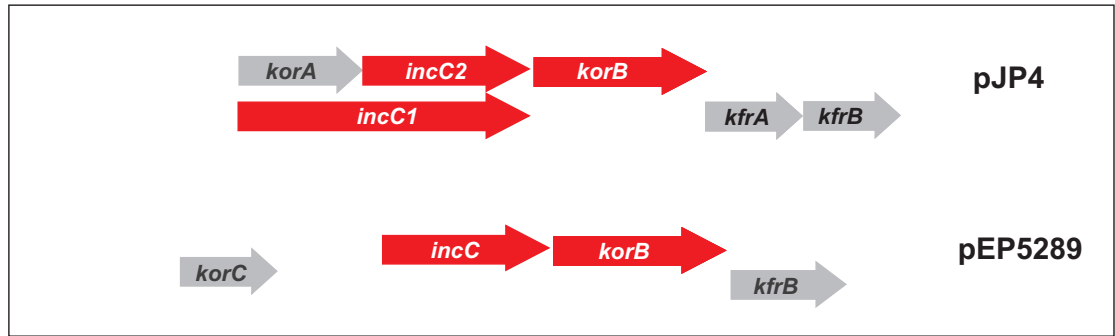 korA incC2 korB pJP4
incC1 kfrA kfrB
incC korB pEP5289
korC kfrB